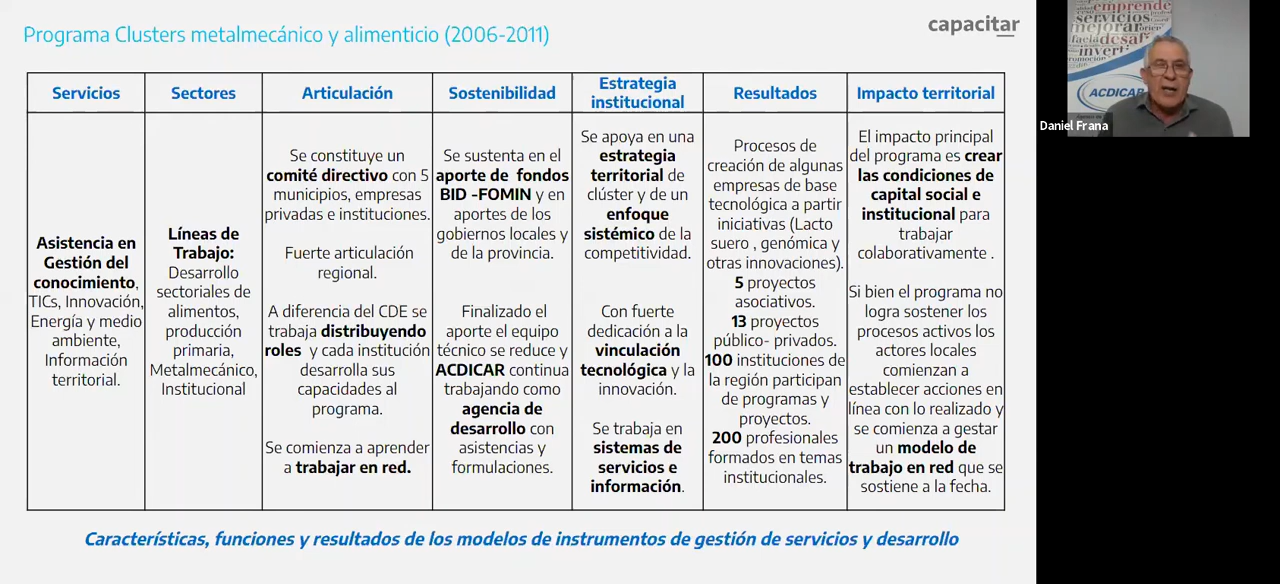 Programa Clusters metalmecánico y alimenticio (2006-2011)
capacitar
Servicios
Sectores
Articulación
Sostenibilidad
Estrategia
institucional
Resultados
Impacto territorial
Asistencia en
Gestión del
conocimiento,
TICs, Innovación,
Energía y medio
ambiente,
Información
territorial.
Líneas de
Trabajo:
Desarrollo
sectoriales de
alimentos,
producción
primaria,
Metalmecánico,
Institucional
Se constituye un
comité directivo con 5
municipios, empresas
privadas e instituciones.
Fuerte articulación
regional.
A diferencia del CDE se
trabaja distribuyendo
roles y cada institución
desarrolla sus
capacidades al
programa.
Se comienza a aprender
a trabajar en red.
Se sustenta en el
aporte de fondos
BID -FOMIN y en
aportes de los
gobiernos locales y
de la provincia.
Finalizado el
aporte el equipo
técnico se reduce y
ACDICAR continua
trabajando como
agencia de
desarrollo con
asistencias y
formulaciones.
Se apoya en una
estrategia
territorial de
clúster y de un
enfoque
sistémico de la
competitividad.
Con fuerte
dedicación a la
vinculación
tecnológica y la
innovación.
Se trabaja en
sistemas de
servicios e
información.
Procesos de
creación de algunas
empresas de base
tecnológica a partir
iniciativas (Lacto
suero , genómica y
otras innovaciones).
5 proyectos
asociativos.
13 proyectos
público- privados.
100 instituciones de
la región participan
de programas y
proyectos.
200 profesionales
formados en temas
institucionales.
El impacto principal
del programa es crear
las condiciones de
capital social e
institucional para
trabajar
colaborativamente .
Si bien el programa no
logra sostener los
procesos activos los
actores locales
comienzan a
establecer acciones en
línea con lo realizado y
se comienza a gestar
un modelo de
trabajo en red que se
sostiene a la fecha.
Características, funciones y resultados de los modelos de instrumentos de gestión de servicios y desarrollo
emprende
servicios
mejorar
desaf
inverti
ACDICAR
Daniel Frana